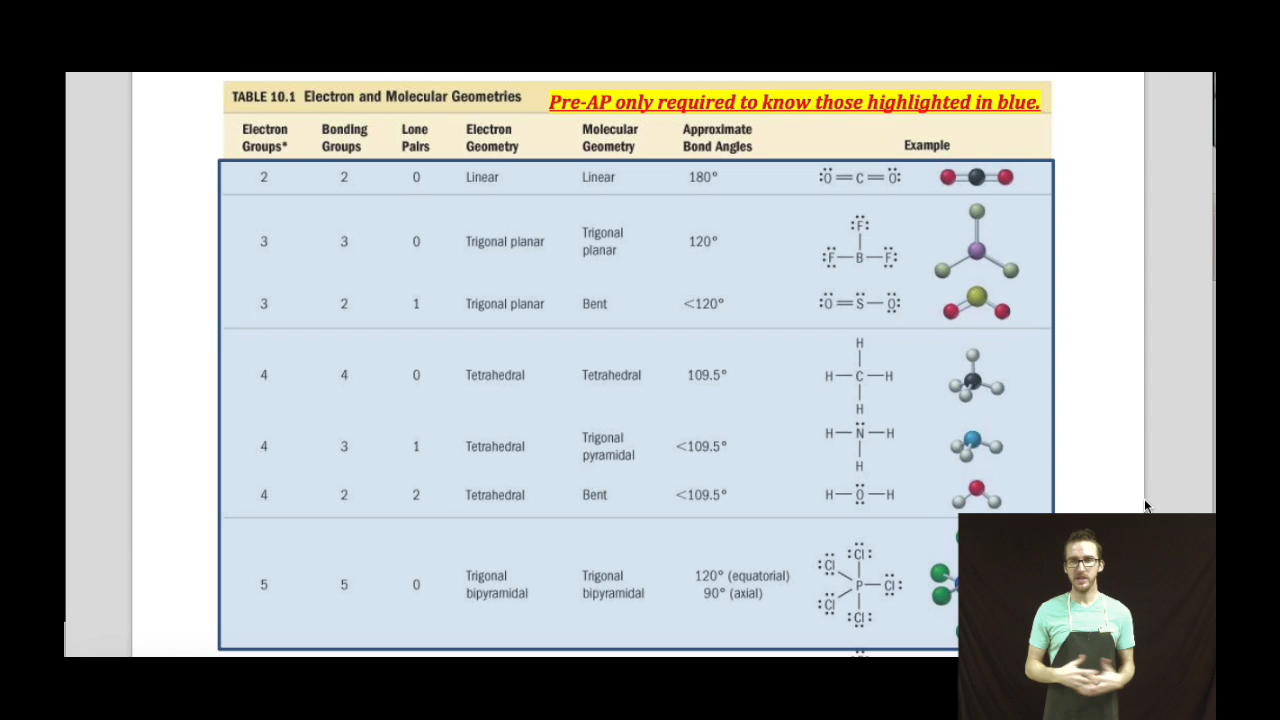 TABLE 10.1 Electron and Molecular Geometries
Pre-AP only required to know those highlighted in blue.
Electron Groups* Bonding Groups Lone Pairs Electron Geometry Molecular Geometry Approximate Bond Angles Example
2 2 0 Linear Linear 180° :Ö=C=Ö:
3 3 0 Trigonal planar Trigonal planar 120° :F: :F—B—F:
3 2 1 Trigonal planar Bent <120° :Ö=S̈—Ö:
4 4 0 Tetrahedral Tetrahedral 109.5° H H—C—H H
4 3 1 Tetrahedral Trigonal pyramidal <109.5° H—N̈—H H
4 2 2 Tetrahedral Bent <109.5° H—Ö—H
5 5 0 Trigonal bipyramidal Trigonal bipyramidal 120° (equatorial) 90° (axial) :Cl: :Cl P—Cl: :Cl :Cl: